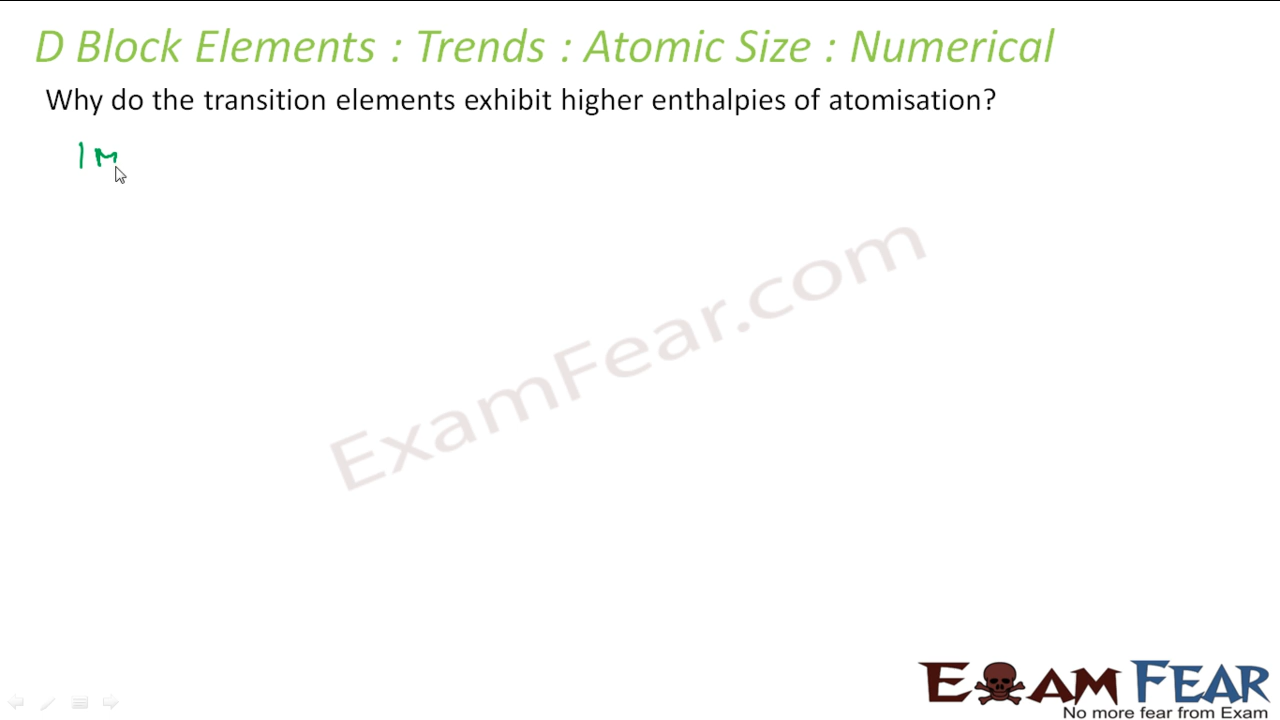 D Block Elements : Trends : Atomic Size : Numerical
Why do the transition elements exhibit higher enthalpies of atomisation?
1 M
ExamFear.com
EXAM FEAR
No more fear from Exam